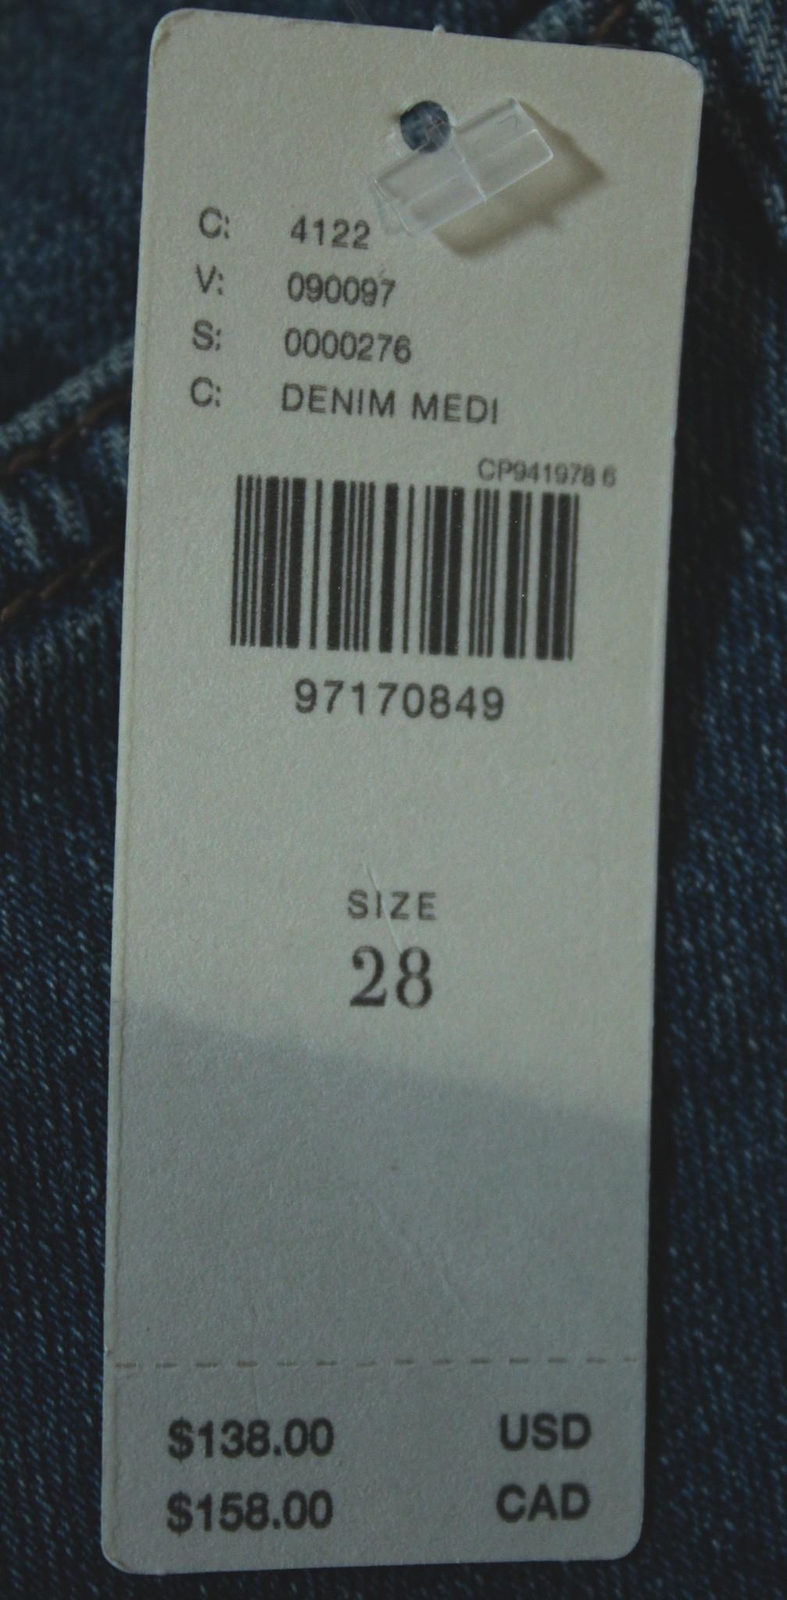 C: 4122
V: 090097
S: 0000276
C: DENIM MEDI
CP941978 6
97170849
SIZE
28
$138.00 USD
$158.00 CAD